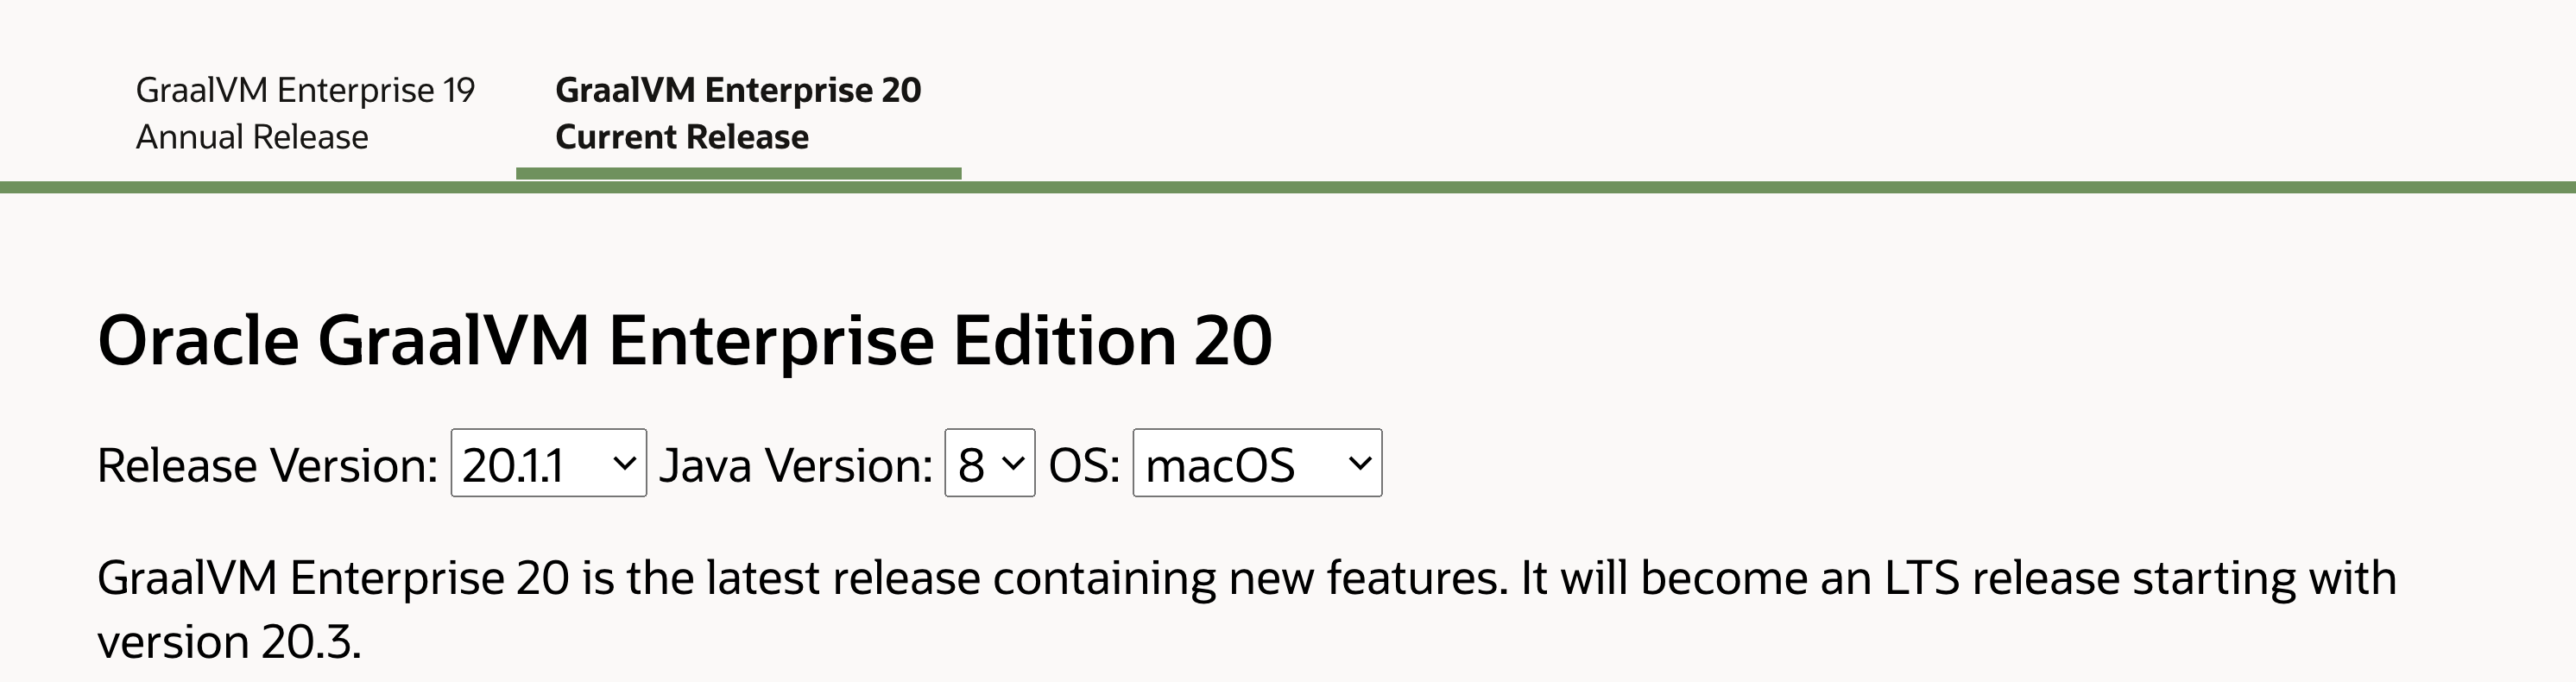 GraalVM Enterprise 19
Annual Release
GraalVM Enterprise 20
Current Release
Oracle GraalVM Enterprise Edition 20
Release Version: 20.1.1 Java Version: 8 OS: macOS
GraalVM Enterprise 20 is the latest release containing new features. It will become an LTS release starting with
version 20.3.